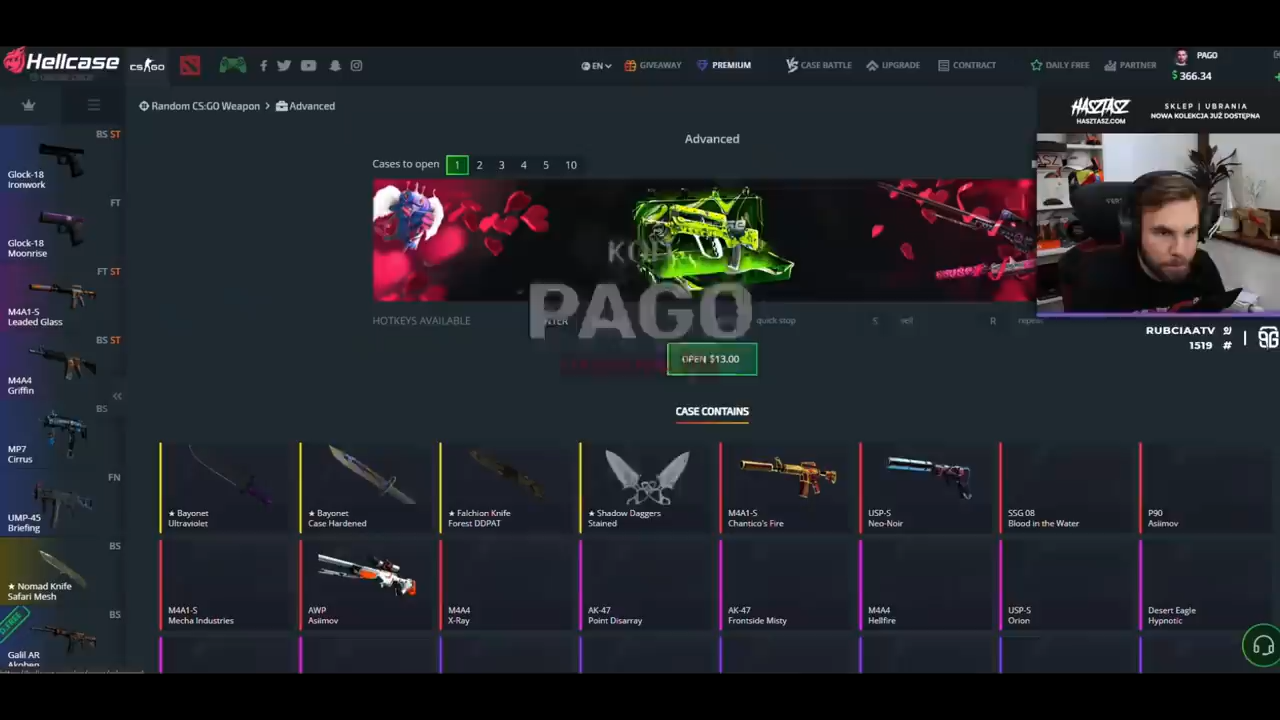 Hellcase
CS:GO
EN
GIVEAWAY
PREMIUM
CASE BATTLE
UPGRADE
CONTRACT
DAILY FREE
PARTNER
PAGO
$ 366.34
Random CS:GO Weapon > Advanced
HASZTASZ
HASZTASZ.COM
SKLEP | UBRANIA
NOWA KOLEKCJA JUŻ DOSTĘPNA
BS ST
Glock-18
Ironwork
FT
Glock-18
Moonrise
FT ST
M4A1-S
Leaded Glass
BS ST
M4A4
Griffin
BS
MP7
Cirrus
FN
UMP-45
Briefing
BS
★ Nomad Knife
Safari Mesh
BS
D.FREE
Galil AR
Akoben
Advanced
Cases to open 1 2 3 4 5 10
KOD
PAGO
HOTKEYS AVAILABLE
quick stop
S sell
R repeat
OPEN $13.00
RUBCIAATV
1519 #
CASE CONTAINS
★ Bayonet
Ultraviolet
★ Bayonet
Case Hardened
★ Falchion Knife
Forest DDPAT
★ Shadow Daggers
Stained
M4A1-S
Chantico's Fire
USP-S
Neo-Noir
SSG 08
Blood in the Water
P90
Asiimov
M4A1-S
Mecha Industries
AWP
Asiimov
M4A4
X-Ray
AK-47
Point Disarray
AK-47
Frontside Misty
M4A4
Hellfire
USP-S
Orion
Desert Eagle
Hypnotic